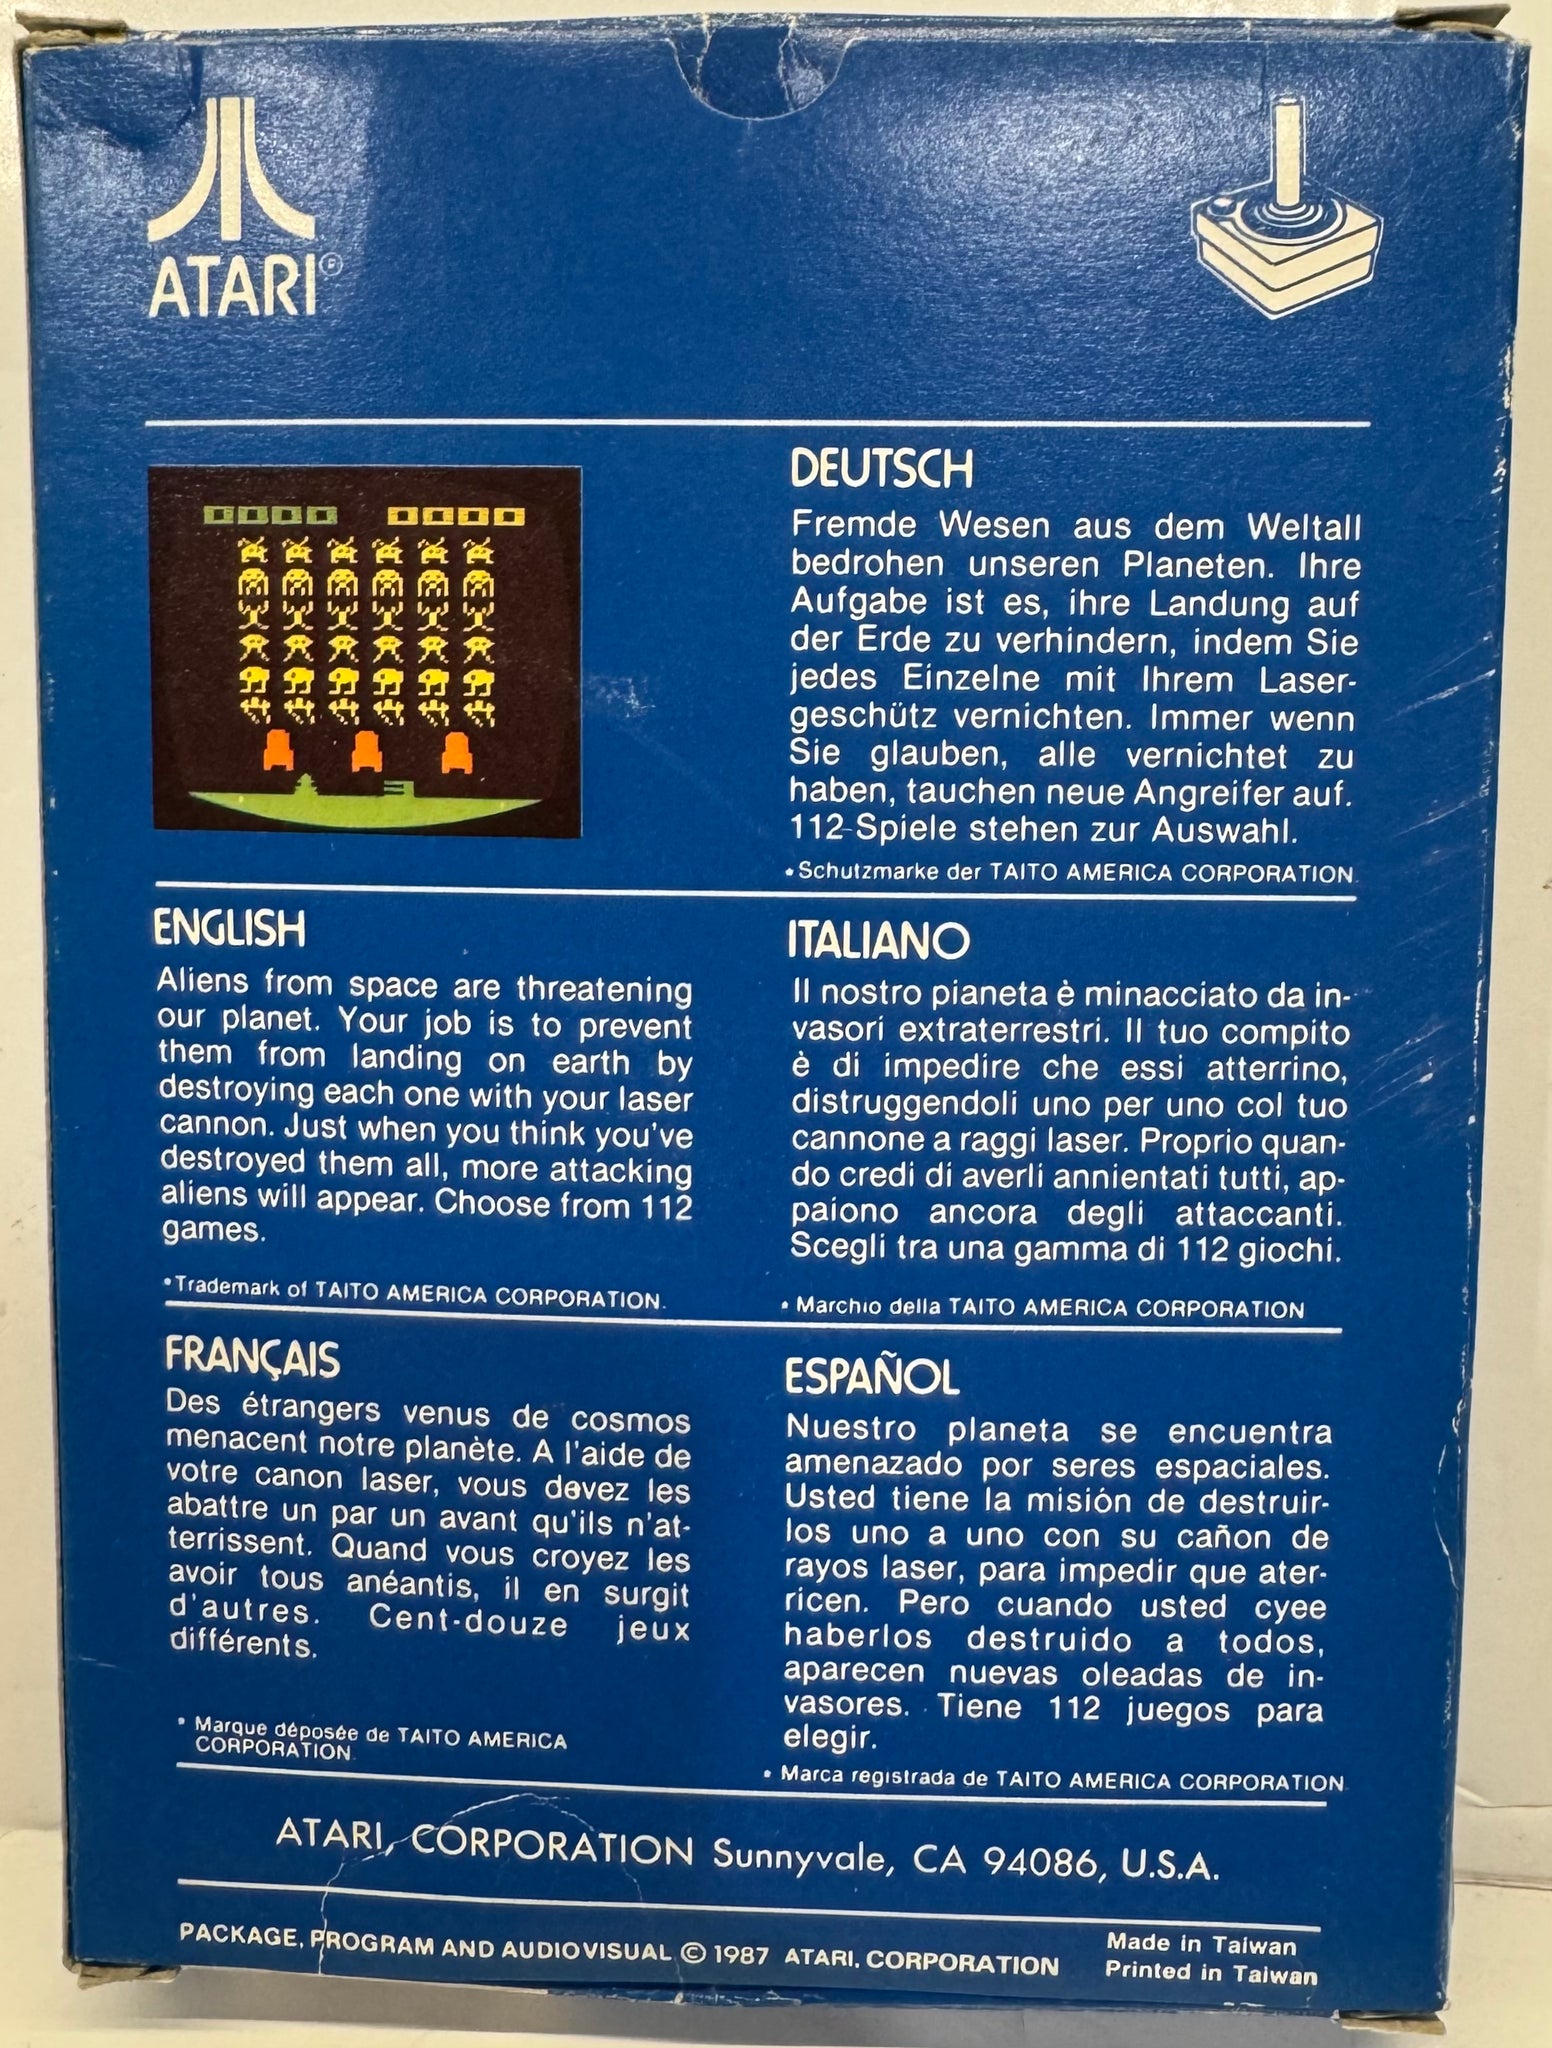 ATARI®
0000 0000
DEUTSCH
Fremde Wesen aus dem Weltall
bedrohen unseren Planeten. Ihre
Aufgabe ist es, ihre Landung auf
der Erde zu verhindern, indem Sie
jedes Einzelne mit Ihrem Laser-
geschütz vernichten. Immer wenn
Sie glauben, alle vernichtet zu
haben, tauchen neue Angreifer auf.
112-Spiele stehen zur Auswahl.
*Schutzmarke der TAITO AMERICA CORPORATION.
ENGLISH
Aliens from space are threatening
our planet. Your job is to prevent
them from landing on earth by
destroying each one with your laser
cannon. Just when you think you've
destroyed them all, more attacking
aliens will appear. Choose from 112
games.
*Trademark of TAITO AMERICA CORPORATION.
ITALIANO
Il nostro pianeta è minacciato da in-
vasori extraterrestri. Il tuo compito
è di impedire che essi atterrino,
distruggendoli uno per uno col tuo
cannone a raggi laser. Proprio quan-
do credi di averli annientati tutti, ap-
paiono ancora degli attaccanti.
Scegli tra una gamma di 112 giochi.
* Marchio della TAITO AMERICA CORPORATION
FRANÇAIS
Des étrangers venus de cosmos
menacent notre planète. A l'aide de
votre canon laser, vous devez les
abattre un par un avant qu'ils n'at-
terrissent. Quand vous croyez les
avoir tous anéantis, il en surgit
d'autres. Cent-douze jeux
différents.
* Marque déposée de TAITO AMERICA
CORPORATION.
ESPAÑOL
Nuestro planeta se encuentra
amenazado por seres espaciales.
Usted tiene la misión de destruir-
los uno a uno con su cañon de
rayos laser, para impedir que ater-
ricen. Pero cuando usted cyee
haberlos destruido a todos,
aparecen nuevas oleadas de in-
vasores. Tiene 112 juegos para
elegir.
* Marca registrada de TAITO AMERICA CORPORATION.
ATARI, CORPORATION Sunnyvale, CA 94086, U.S.A.
PACKAGE, PROGRAM AND AUDIOVISUAL © 1987 ATARI, CORPORATION
Made in Taiwan
Printed in Taiwan